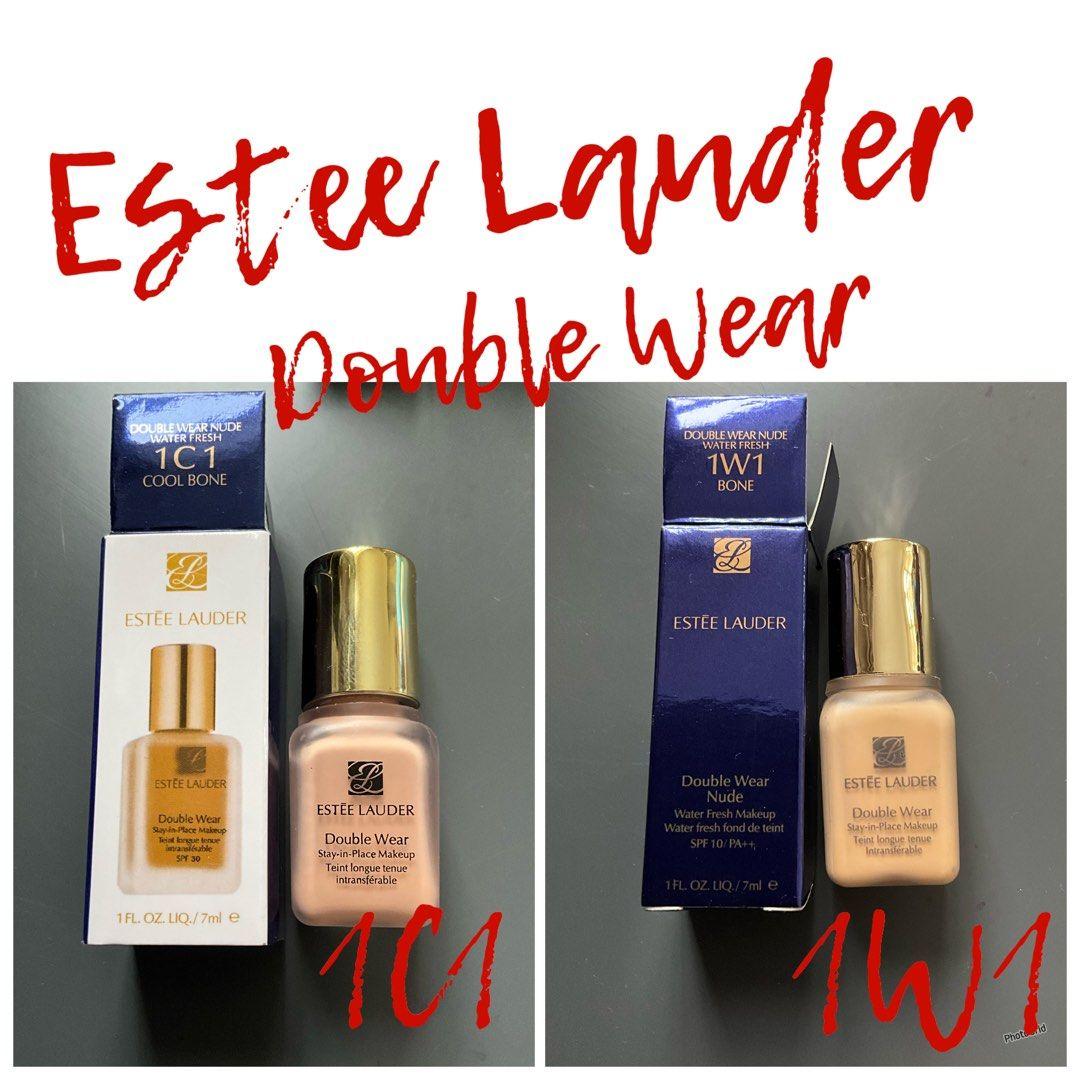 Estee Lauder
Double Wear
DOUBLE WEAR NUDE
WATER FRESH
1C1
COOL BONE
ESTĒE LAUDER
ESTĒE LAUDER
Double Wear
Stay-in-Place Makeup
Teint longue tenue
intransférable
SPF 30
1 FL. OZ. LIQ./7ml e
ESTĒE LAUDER
Double Wear
Stay-in-Place Makeup
Teint longue tenue
intransférable
1C1
DOUBLE WEAR NUDE
WATER FRESH
1W1
BONE
ESTĒE LAUDER
Double Wear
Nude
Water Fresh Makeup
Water fresh fond de teint
SPF 10/PA++
1 FL. OZ. LIQ./7ml e
ESTĒE LAUDER
Double Wear
Stay-in-Place Makeup
Teint longue tenue
Intransférable
1W1